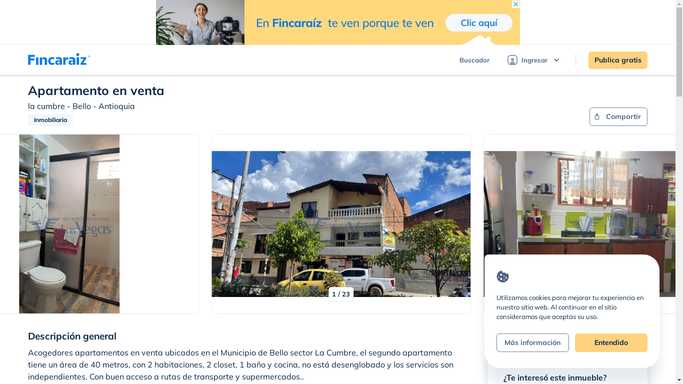 En Fincaraíz te ven porque te ven
Clic aquí
Fincaraíz
Buscador
Ingresar
Publica gratis
Apartamento en venta
la cumbre - Bello - Antioquia
Inmobiliaria
Compartir
1 / 23
Utilizamos cookies para mejorar tu experiencia en
nuestro sitio web. Al continuar en el sitio
consideramos que aceptas su uso.
Más información
Entendido
Descripción general
Acogedores apartamentos en venta ubicados en el Municipio de Bello sector La Cumbre, el segundo apartamento
tiene un área de 40 metros, con 2 habitaciones, 2 closet, 1 baño y cocina, no está desenglobado y los servicios son
independientes. Con buen acceso a rutas de transporte y supermercados..
¿Te interesó este inmueble?